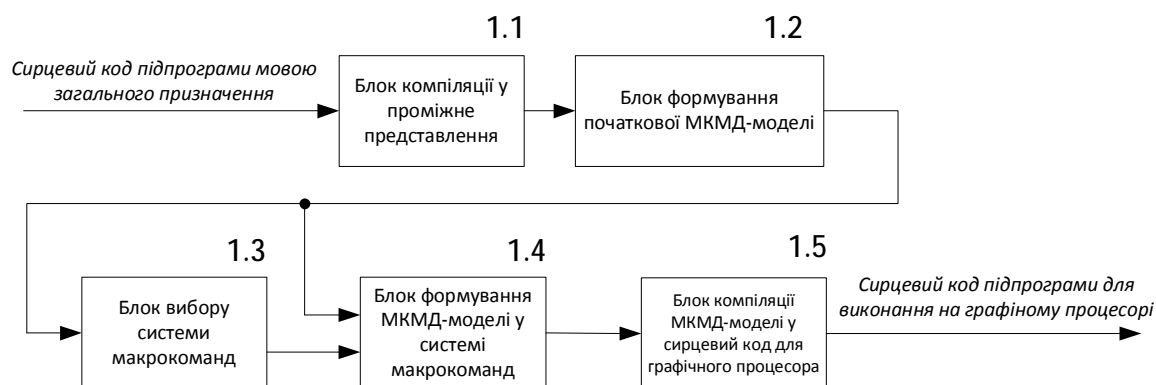 1.1
1.2
Сирцевий код підпрограми мовою
загального призначення
Блок компіляції у
проміжне
представлення
Блок формування
початкової МКМД-моделі
1.3
1.4
1.5
Блок вибору
системи
макрокоманд
Блок формування
МКМД-моделі у
системі
макрокоманд
Блок компіляції
МКМД-моделі у
сирцевий код для
графічного процесора
Сирцевий код підпрограми для
виконання на графіному процесорі